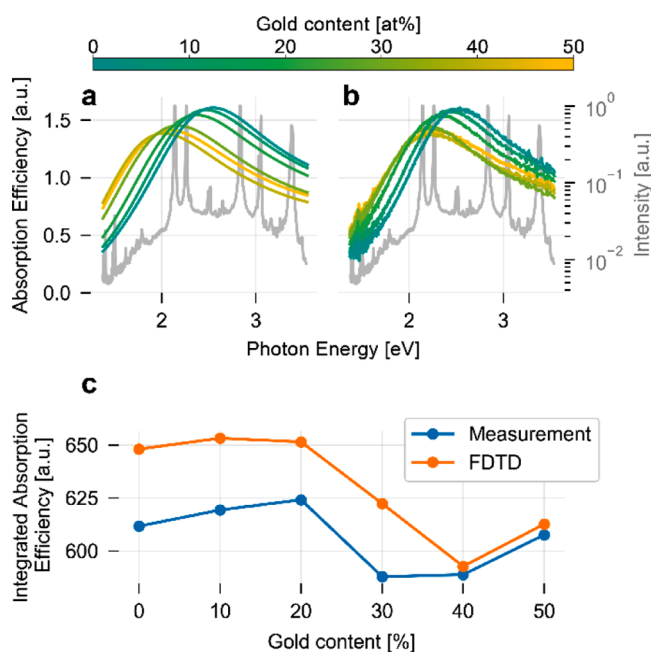 Gold content [at%]
0 10 20 30 40 50
a b
Absorption Efficiency [a.u.]
1.5
1.0
0.5
0.0
10^0
10^-1
10^-2
Intensity [a.u.]
2 3 2 3
Photon Energy [eV]
c
Integrated Absorption
Efficiency [a.u.]
650
625
600
Measurement
FDTD
0 10 20 30 40 50
Gold content [%]